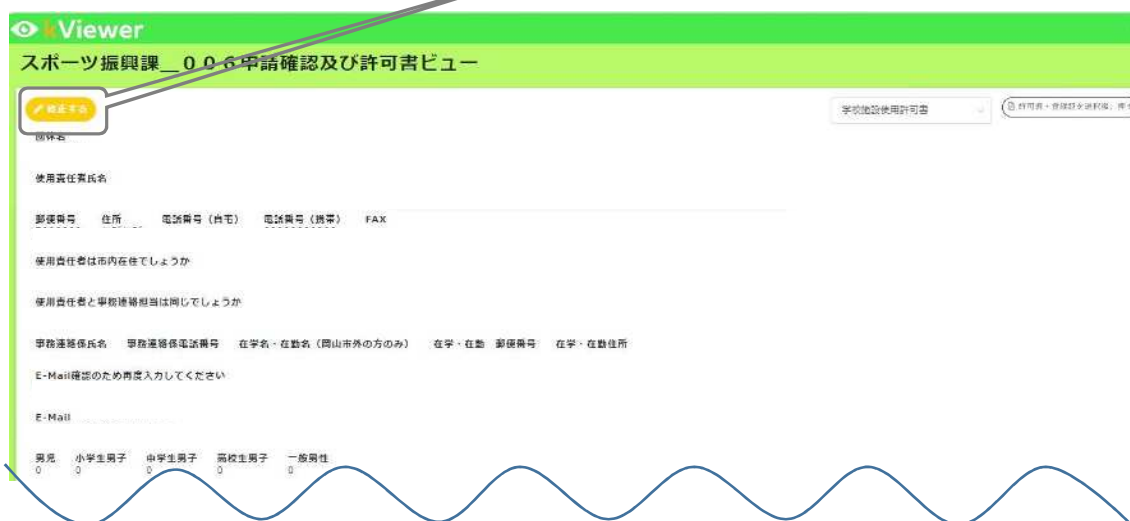 kViewer
スポーツ振興課__００６申請確認及び許可書ビュー
修正する
学校施設使用許可書
団体名
使用責任者氏名
郵便番号 住所 電話番号（自宅） 電話番号（携帯） FAX
使用責任者は市内在住でしょうか
使用責任者と事務連絡担当は同じでしょうか
事務連絡係氏名 事務連絡係電話番号 在学名・在勤名（岡山市外の方のみ） 在学・在勤 郵便番号 在学・在勤住所
E-Mail確認のため再度入力してください
E-Mail
男児 小学生男子 中学生男子 高校生男子 一般男性
0 0 0 0 0